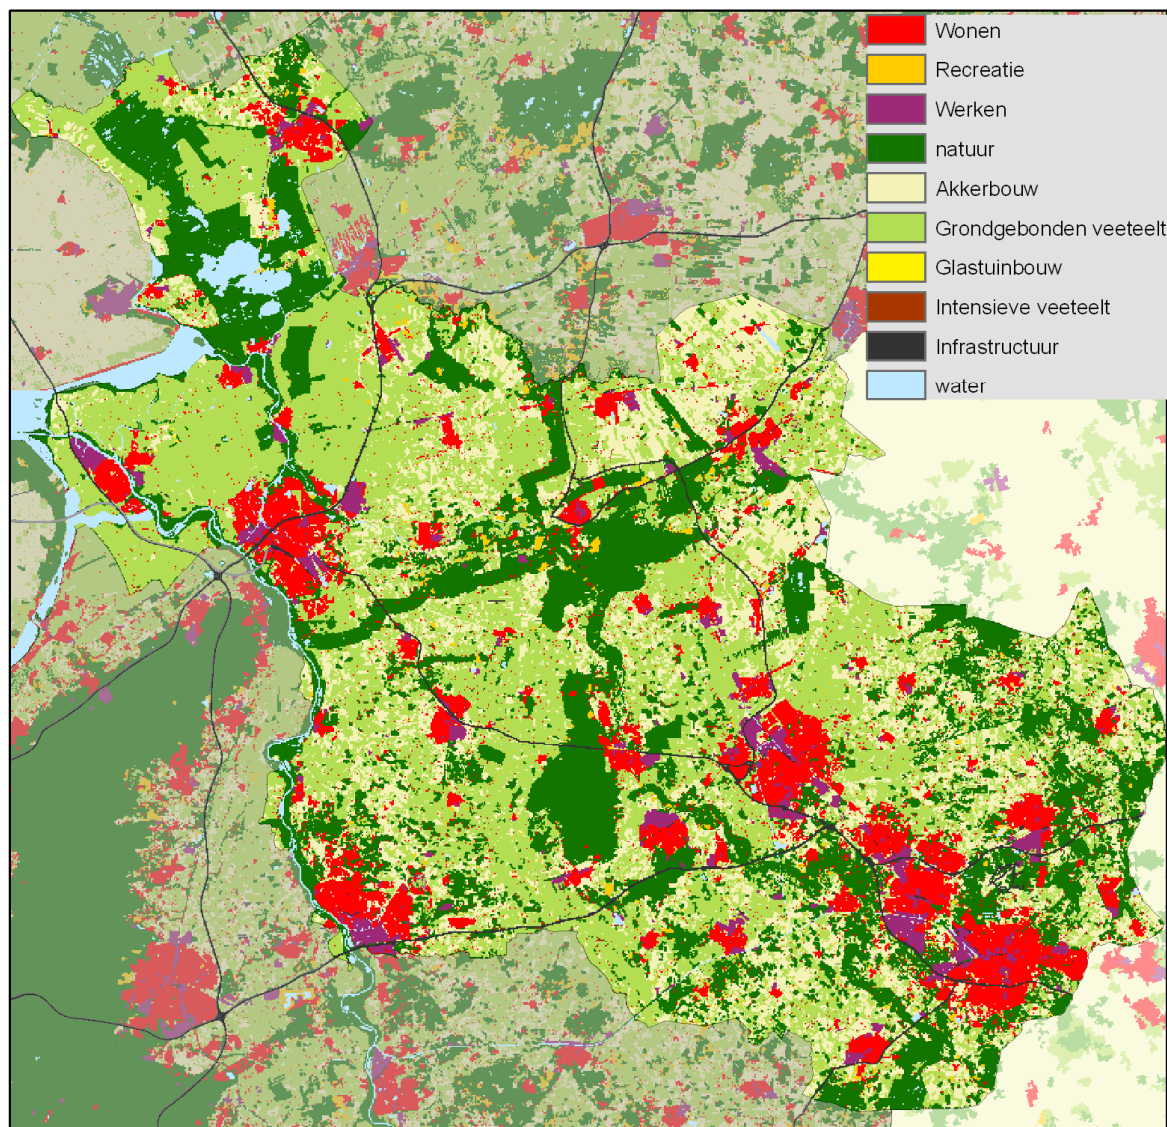 Wonen
Recreatie
Werken
natuur
Akkerbouw
Grondgebonden veeteelt
Glastuinbouw
Intensieve veeteelt
Infrastructuur
water